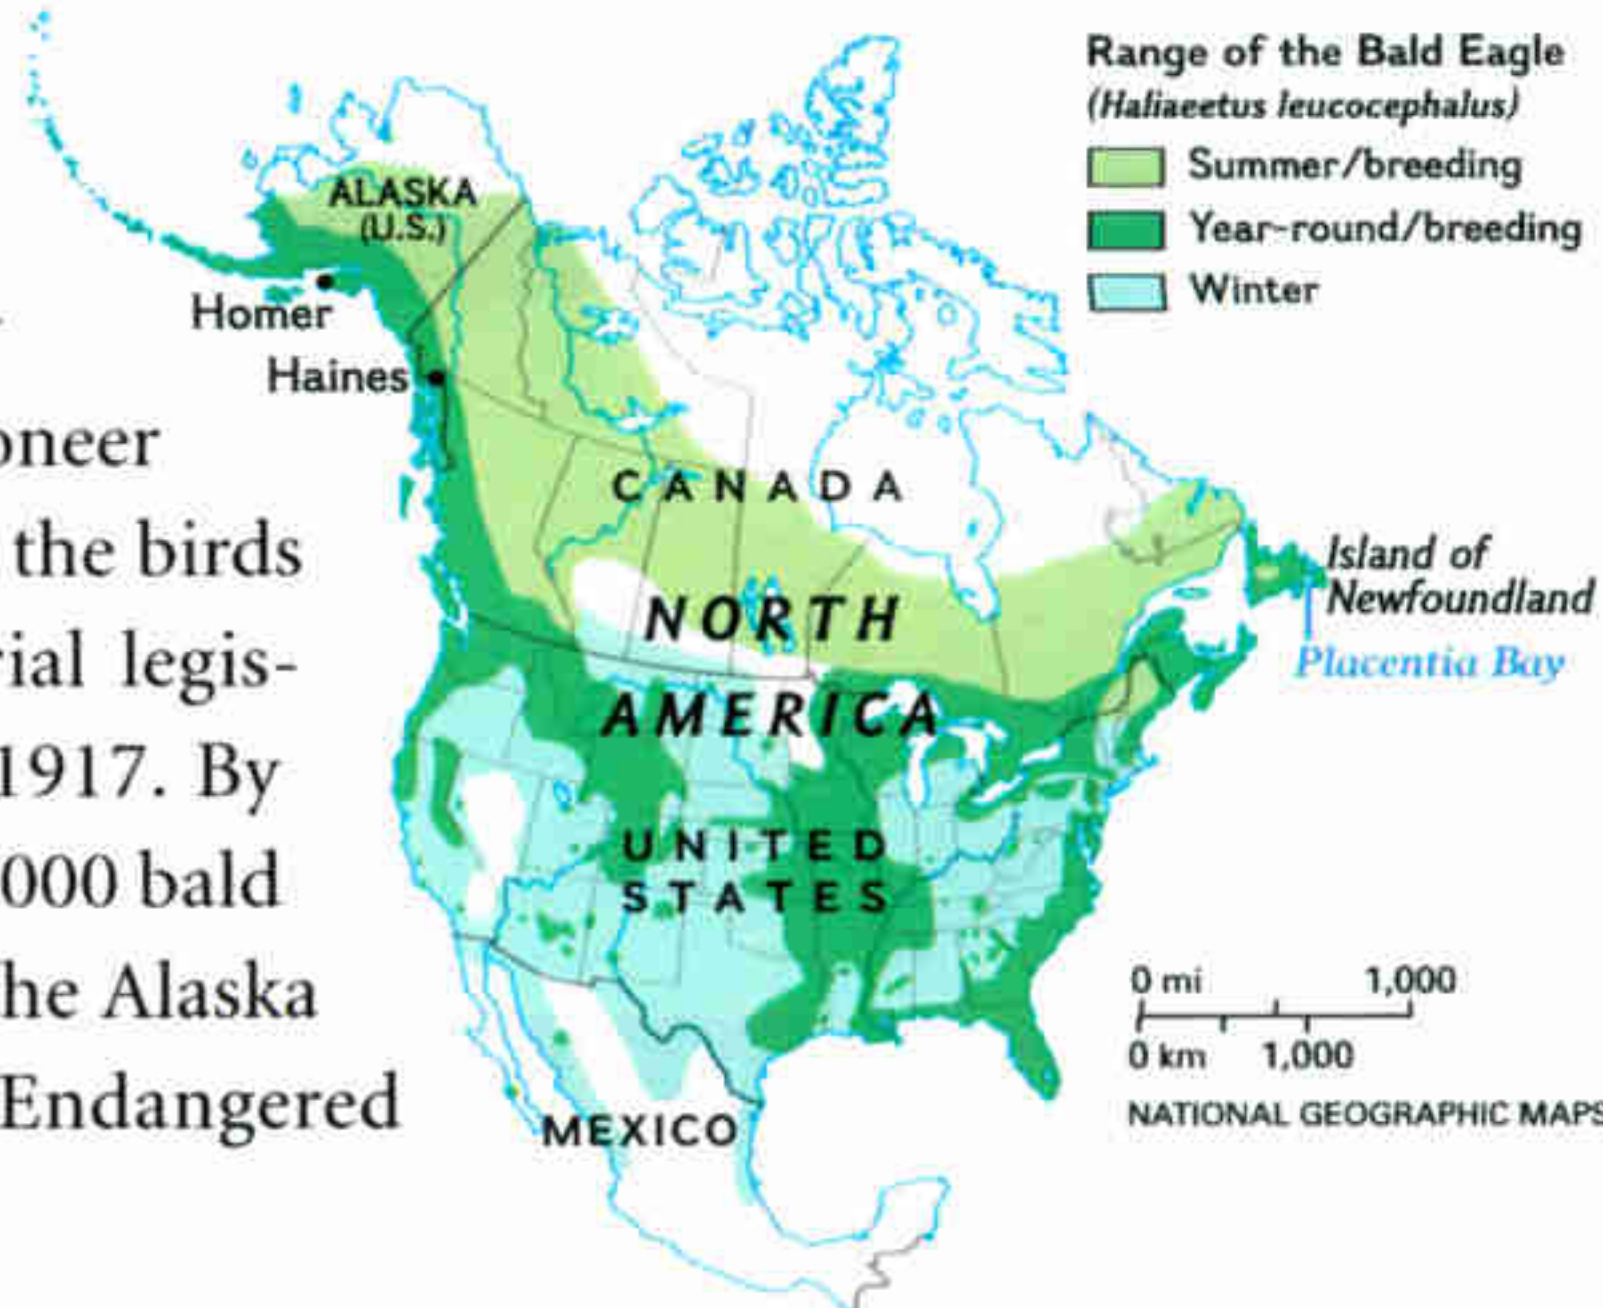 Range of the Bald Eagle
(Haliaeetus leucocephalus)
Summer/breeding
Year-round/breeding
Winter
ALASKA
(U.S.)
Homer
Haines
CANADA
NORTH
AMERICA
UNITED
STATES
MEXICO
Island of
Newfoundland
Placentia Bay
0 mi 1,000
0 km 1,000
NATIONAL GEOGRAPHIC MAPS
oneer
the birds
rial legis-
1917. By
000 bald
he Alaska
Endangered